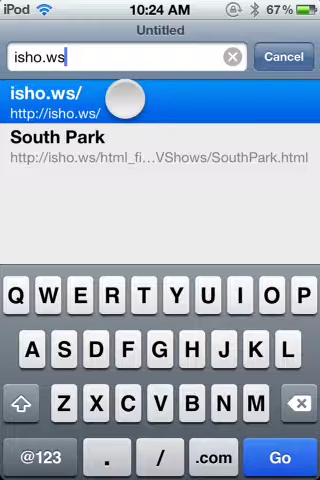 iPod 10:24 AM 67%
Untitled
isho.ws Cancel
isho.ws/
http://isho.ws/
South Park
http://isho.ws/html_fi...VShows/SouthPark.html
Q W E R T Y U I O P
A S D F G H J K L
Z X C V B N M
@123 . / .com Go